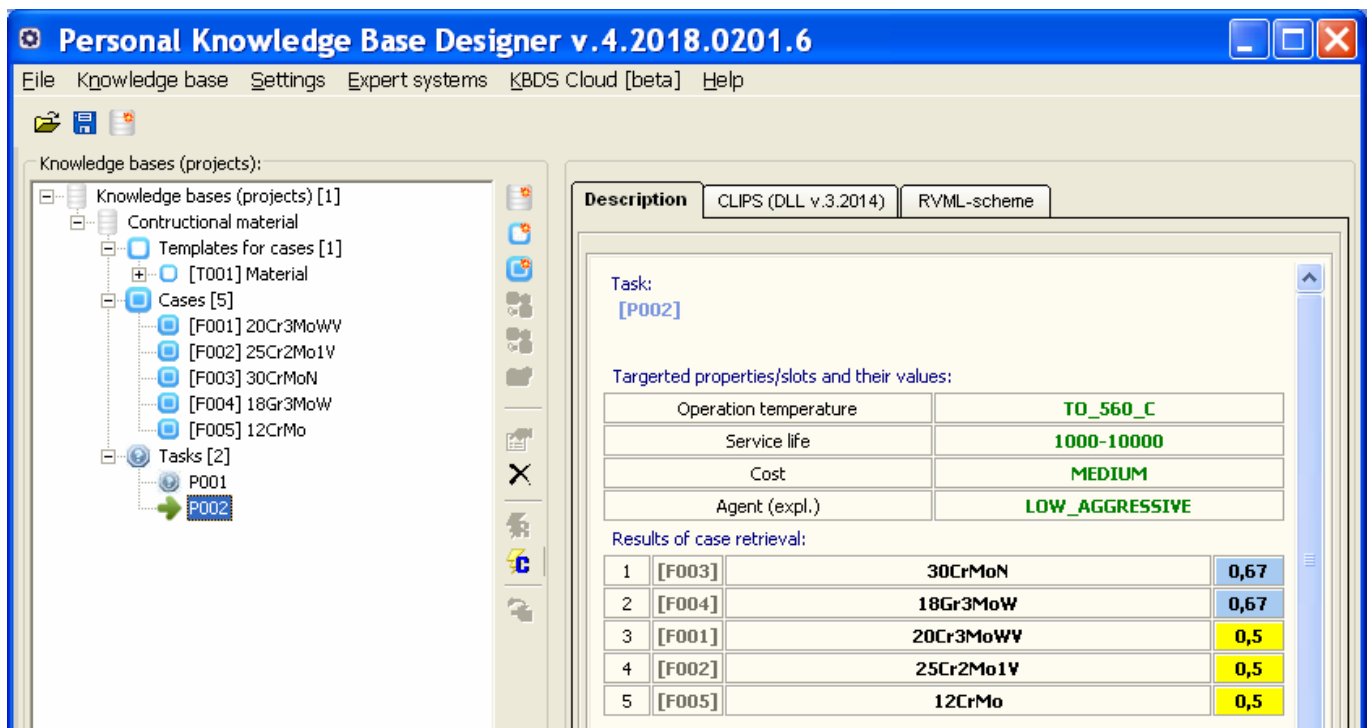 Personal Knowledge Base Designer v.4.2018.0201.6
File Knowledge base Settings Expert systems KBDS Cloud [beta] Help
Knowledge bases (projects):
Knowledge bases (projects) [1]
Contructional material
Templates for cases [1]
[T001] Material
Cases [5]
[F001] 20Cr3MoWV
[F002] 25Cr2Mo1V
[F003] 30CrMoN
[F004] 18Gr3MoW
[F005] 12CrMo
Tasks [2]
P001
P002
Description CLIPS (DLL v.3.2014) RVML-scheme
Task:
[P002]
Targerted properties/slots and their values:
Operation temperature TO_560_C
Service life 1000-10000
Cost MEDIUM
Agent (expl.) LOW_AGGRESSIVE
Results of case retrieval:
1 [F003] 30CrMoN 0,67
2 [F004] 18Gr3MoW 0,67
3 [F001] 20Cr3MoWV 0,5
4 [F002] 25Cr2Mo1V 0,5
5 [F005] 12CrMo 0,5